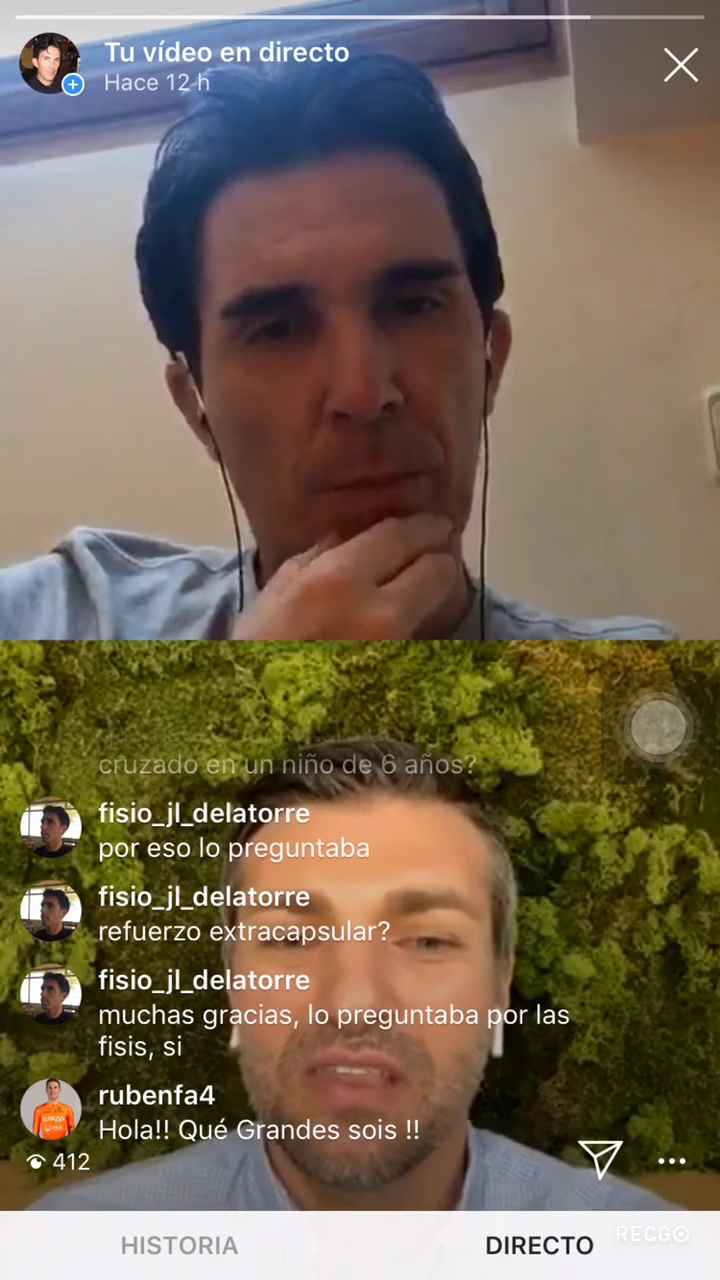 Tu vídeo en directo
Hace 12 h
cruzado en un niño de 6 años?
fisio_jl_delatorre
por eso lo preguntaba
fisio_jl_delatorre
refuerzo extracapsular?
fisio_jl_delatorre
muchas gracias, lo preguntaba por las
fisis, si
rubenfa4
Hola!! Qué Grandes sois !!
412
HISTORIA
DIRECTO
RECGO